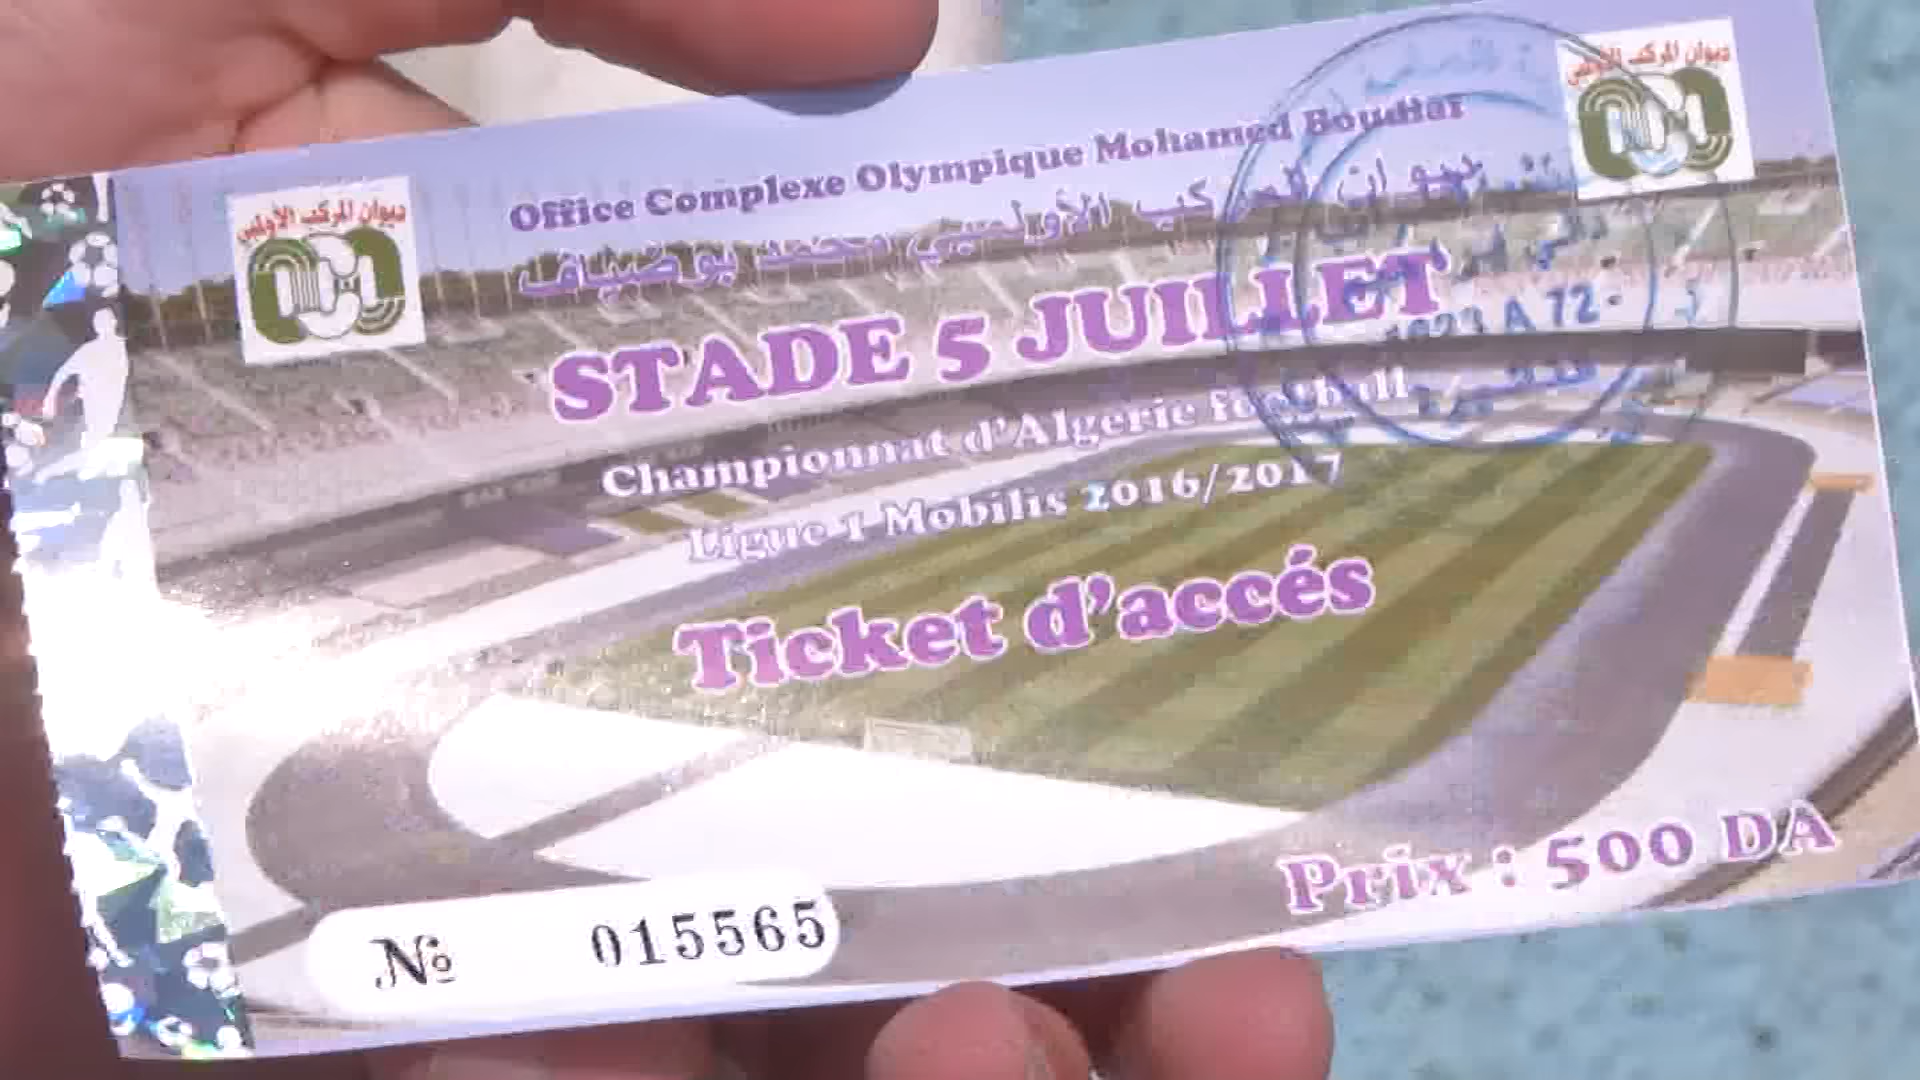 ديوان المركب الأولمبي
ديوان المركب الأولمبي
Office Complexe Olympique Mohamed Boudiaf
ديوان المركب الأولمبي محمد بوضياف
STADE 5 JUILLET
Championnat d'Algerie football
Ligue 1 Mobilis 2016/2017
Ticket d'accés
Prix : 500 DA
№ 015565